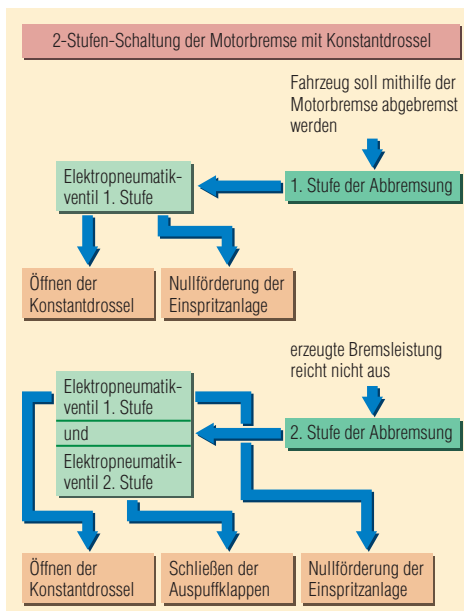 2-Stufen-Schaltung der Motorbremse mit Konstantdrossel
Fahrzeug soll mithilfe der
Motorbremse abgebremst
werden
1. Stufe der Abbremsung
Elektropneumatik-
ventil 1. Stufe
Öffnen der
Konstantdrossel
Nullförderung der
Einspritzanlage
erzeugte Bremsleistung
reicht nicht aus
2. Stufe der Abbremsung
Elektropneumatik-
ventil 1. Stufe
und
Elektropneumatik-
ventil 2. Stufe
Öffnen der
Konstantdrossel
Schließen der
Auspuffklappen
Nullförderung der
Einspritzanlage